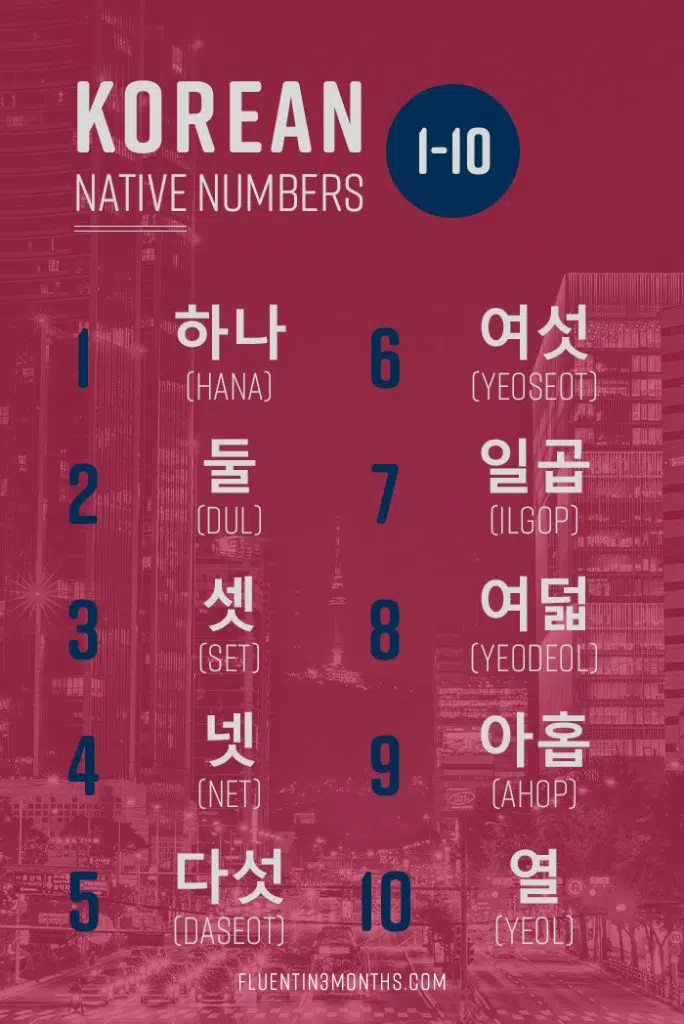 KOREAN
NATIVE NUMBERS
1-10
1
하나
(HANA)
2
둘
(DUL)
3
셋
(SET)
4
넷
(NET)
5
다섯
(DASEOT)
6
여섯
(YEOSEOT)
7
일곱
(ILGOP)
8
여덟
(YEODEOL)
9
아홉
(AHOP)
10
열
(YEOL)
FLUENTIN3MONTHS.COM